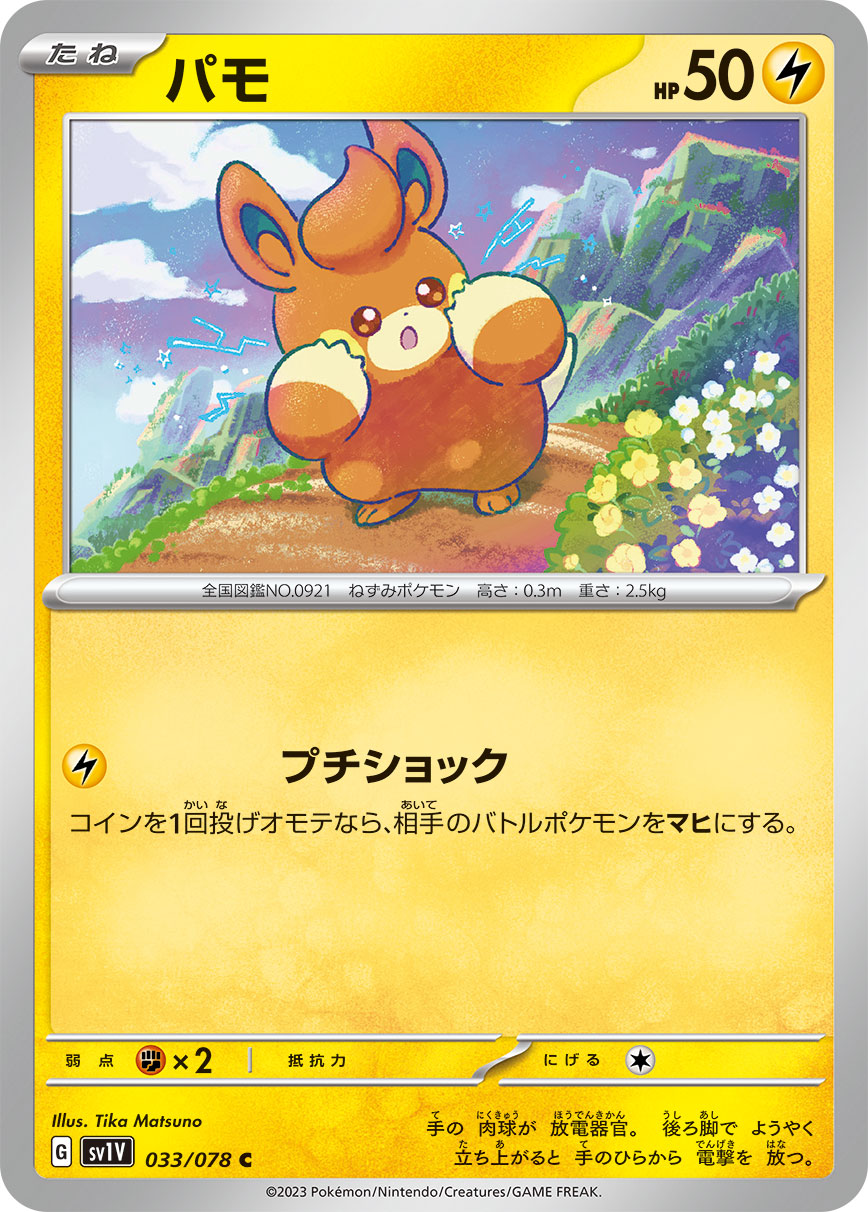 たね
パモ
HP 50
全国図鑑NO.0921 ねずみポケモン 高さ:0.3m 重さ:2.5kg
プチショック
コインを1回投げオモテなら、相手のバトルポケモンをマヒにする。
弱点 ×2 抵抗力 にげる
Illus. Tika Matsuno
G sv1V 033/078 C
手の 肉球が 放電器官。 後ろ脚で ようやく
立ち上がると 手のひらから 電撃を 放つ。
©2023 Pokémon/Nintendo/Creatures/GAME FREAK.